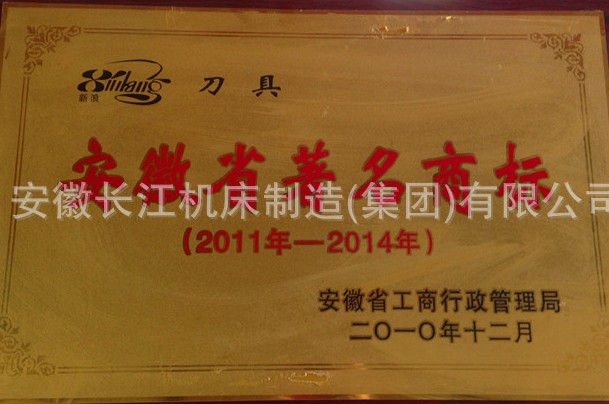 Xinlang
新浪
刀具
安徽省著名商标
安徽长江机床制造(集团)有限公司
(2011年—2014年)
安徽省工商行政管理局
二〇一〇年十二月